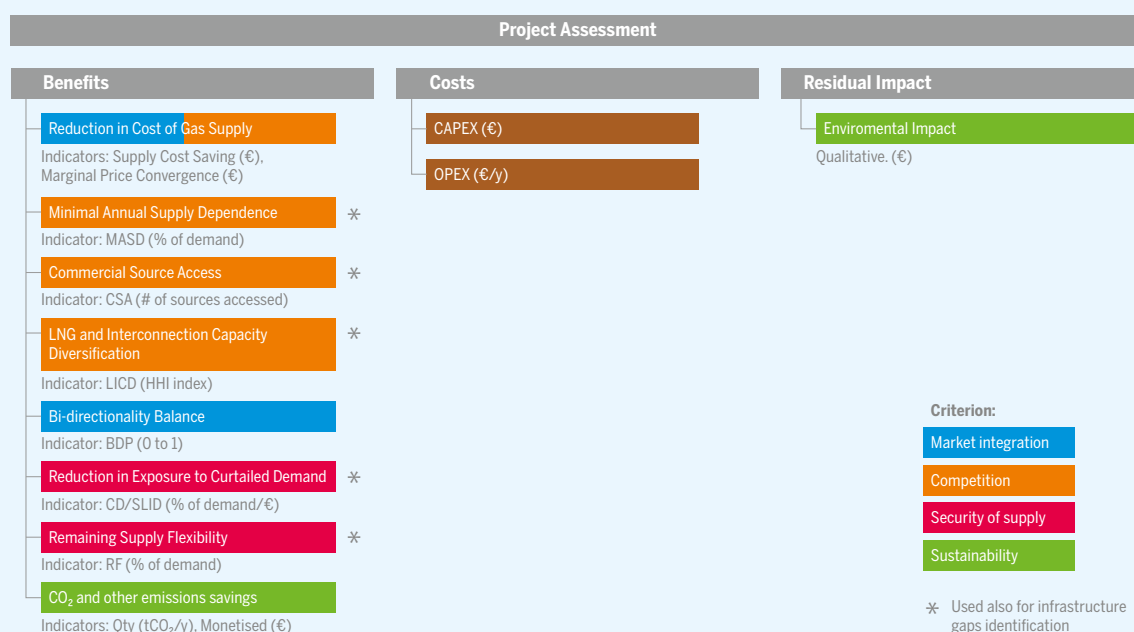 Project Assessment
Benefits
Reduction in Cost of Gas Supply
Indicators: Supply Cost Saving (€),
Marginal Price Convergence (€)
Minimal Annual Supply Dependence
Indicator: MASD (% of demand)
Commercial Source Access
Indicator: CSA (# of sources accessed)
LNG and Interconnection Capacity
Diversification
Indicator: LICD (HHI index)
Bi-directionality Balance
Indicator: BDP (0 to 1)
Reduction in Exposure to Curtailed Demand
Indicator: CD/SLID (% of demand/€)
Remaining Supply Flexibility
Indicator: RF (% of demand)
CO₂ and other emissions savings
Indicators: Qty (tCO₂/y), Monetised (€)
Costs
CAPEX (€)
OPEX (€/y)
Residual Impact
Enviromental Impact
Qualitative. (€)
Criterion:
Market integration
Competition
Security of supply
Sustainability
Used also for infrastructure
gaps identification